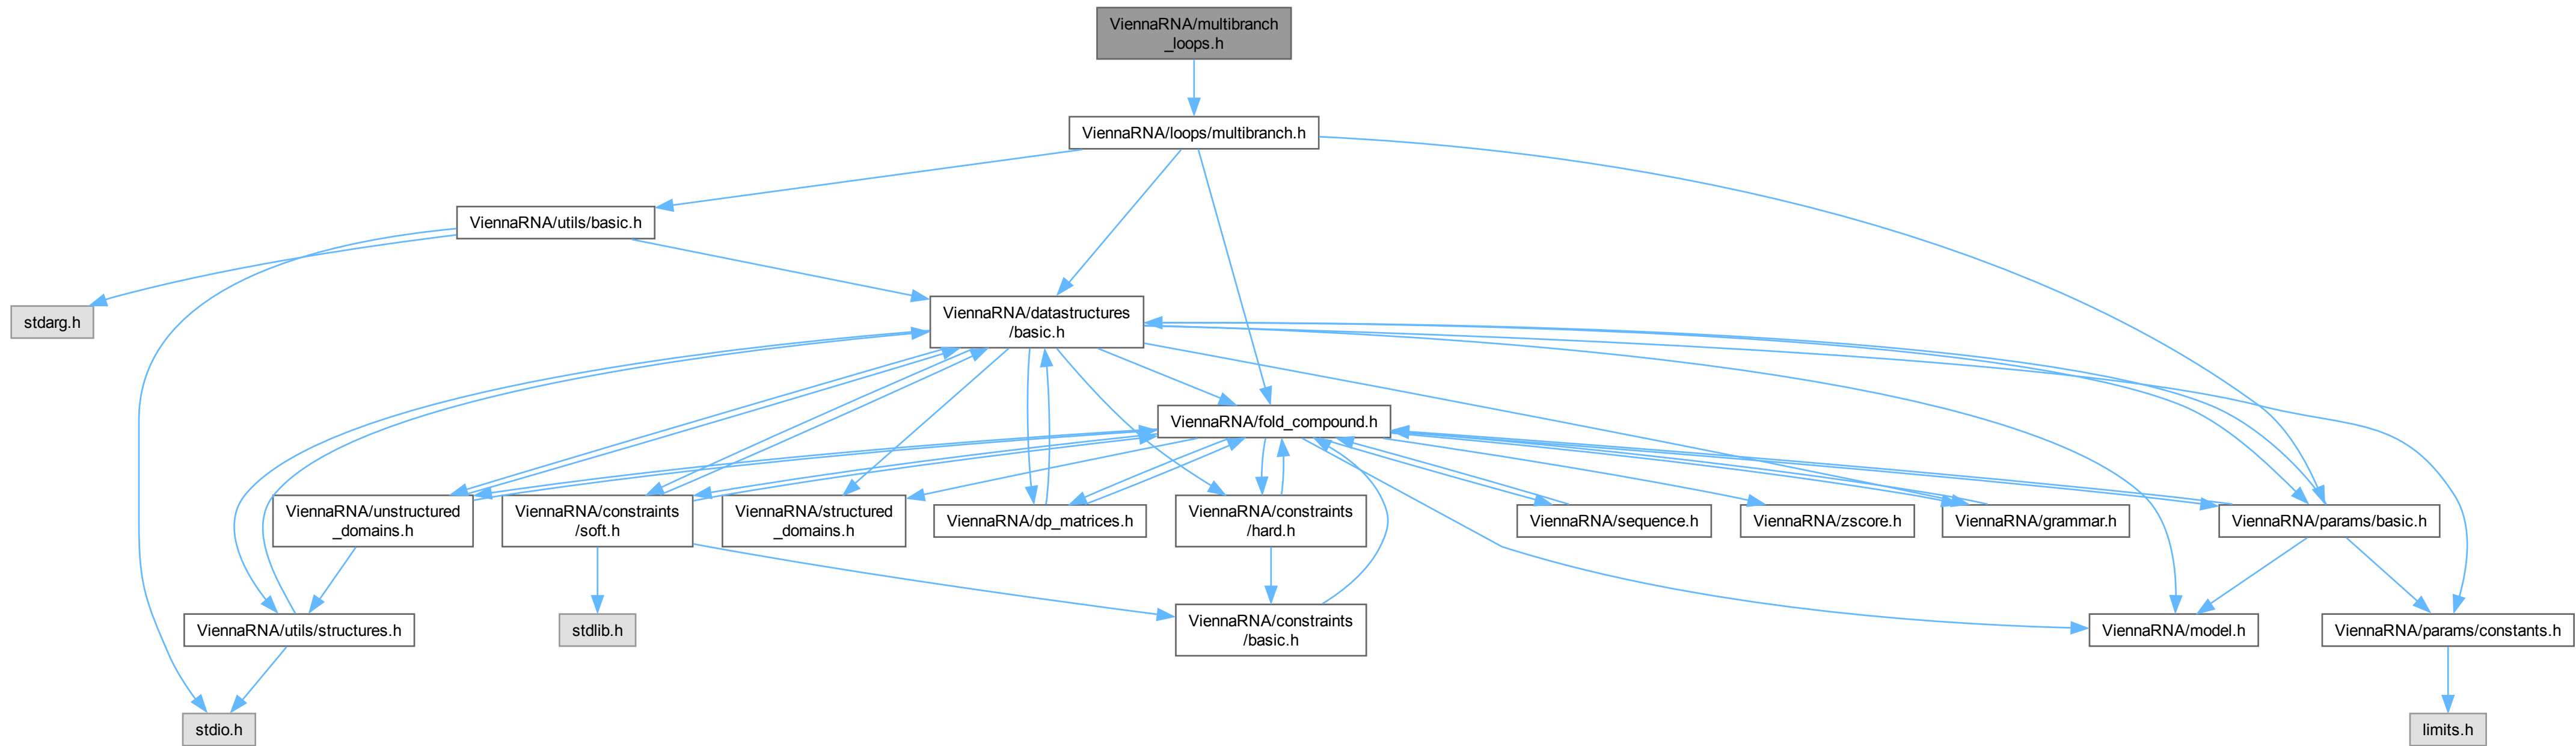 ViennaRNA/multibranch
_loops.h
ViennaRNA/loops/multibranch.h
ViennaRNA/utils/basic.h
stdarg.h
ViennaRNA/datastructures
/basic.h
ViennaRNA/fold_compound.h
ViennaRNA/unstructured
_domains.h
ViennaRNA/constraints
/soft.h
ViennaRNA/structured
_domains.h
ViennaRNA/dp_matrices.h
ViennaRNA/constraints
/hard.h
ViennaRNA/sequence.h
ViennaRNA/zscore.h
ViennaRNA/grammar.h
ViennaRNA/params/basic.h
ViennaRNA/utils/structures.h
stdlib.h
ViennaRNA/constraints
/basic.h
ViennaRNA/model.h
ViennaRNA/params/constants.h
stdio.h
limits.h